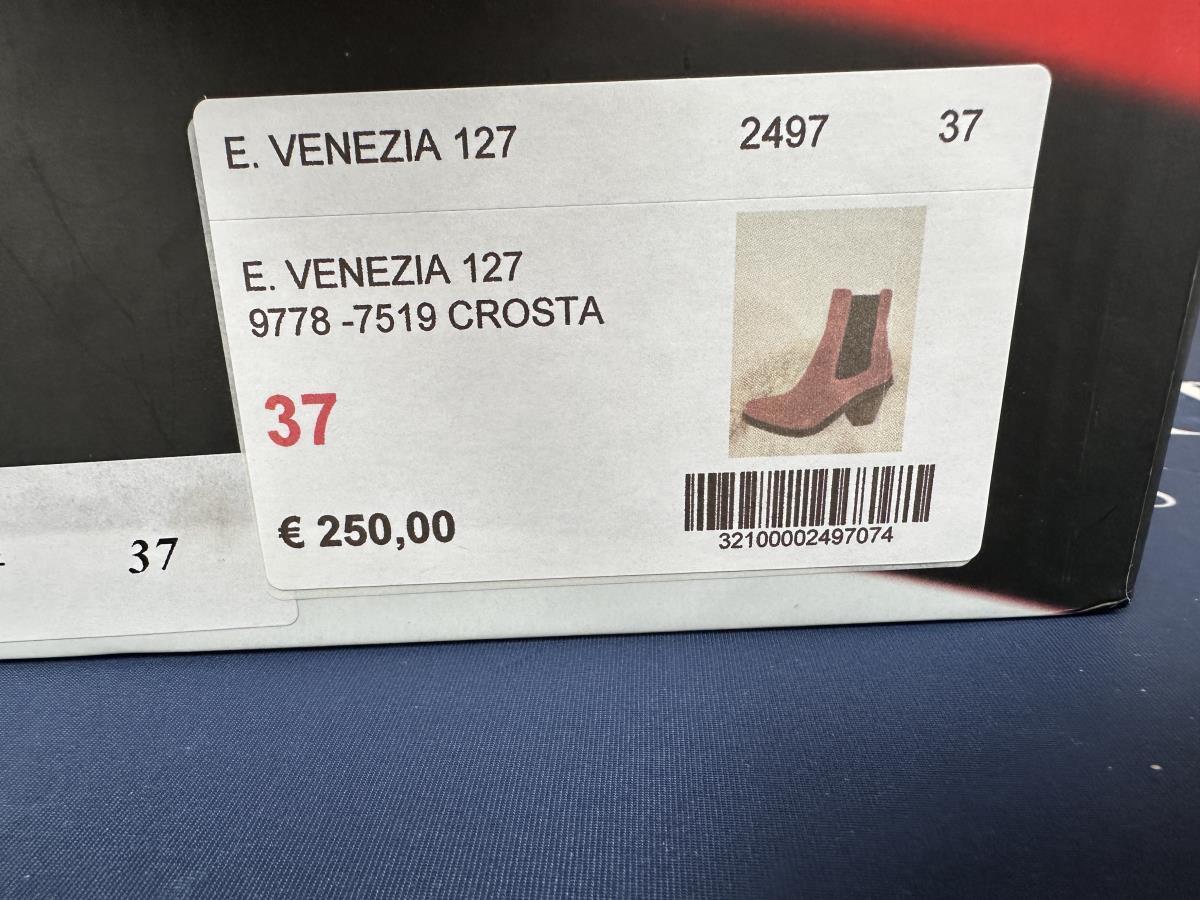 E. VENEZIA 127 2497 37
E. VENEZIA 127
9778 -7519 CROSTA
37
€ 250,00
32100002497074
37